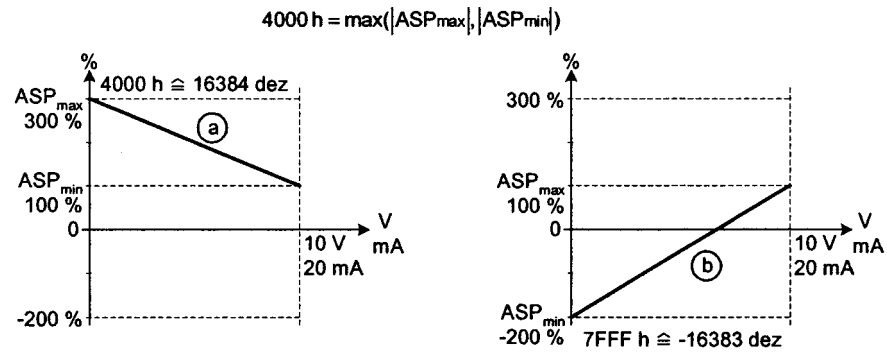 4000 h = max(|ASPmax|,|ASPmin|)
%
4000 h ≙ 16384 dez
ASPmax
300 %
a
ASPmin
100 %
0
V
mA
10 V
20 mA
-200 %
%
300 %
ASPmax
100 %
0
V
mA
10 V
20 mA
b
ASPmin
-200 %
7FFF h ≙ -16383 dez